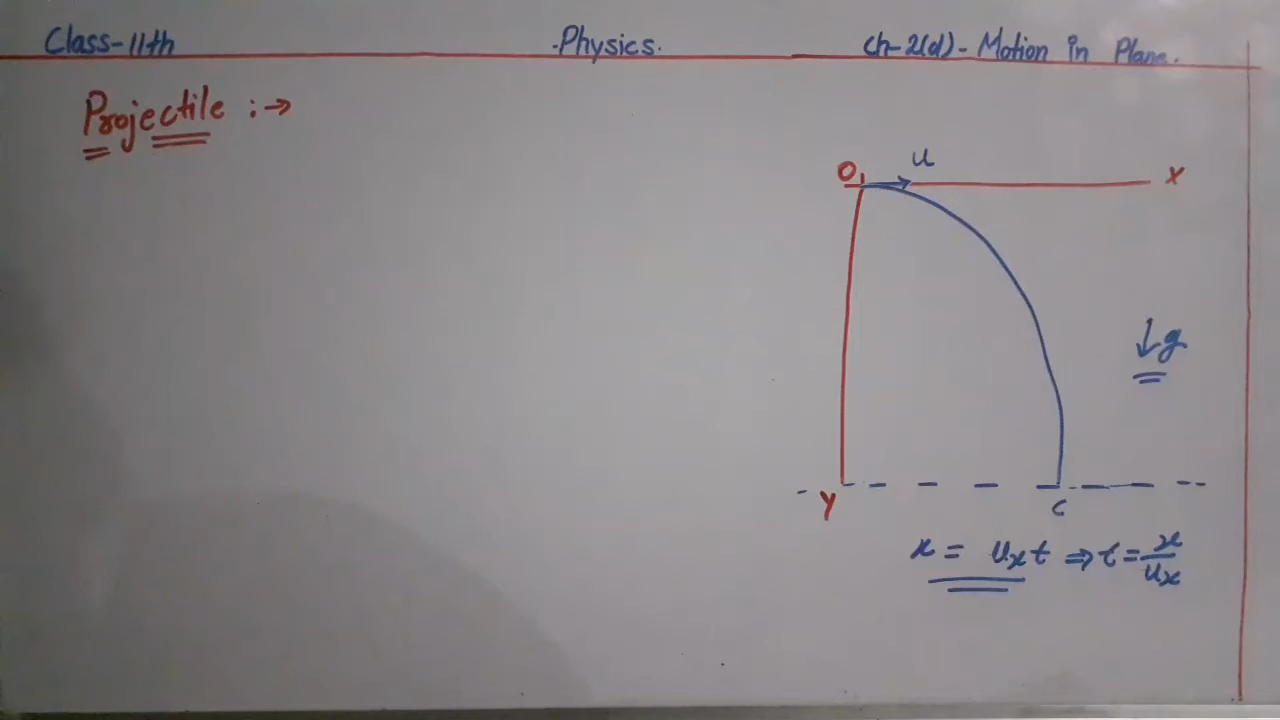 Class-11th Physics. Ch-2(d) - Motion in Plane.
Projectile :→
u
O X
↓g
Y C
x = uxt ⇒ t = x/ux